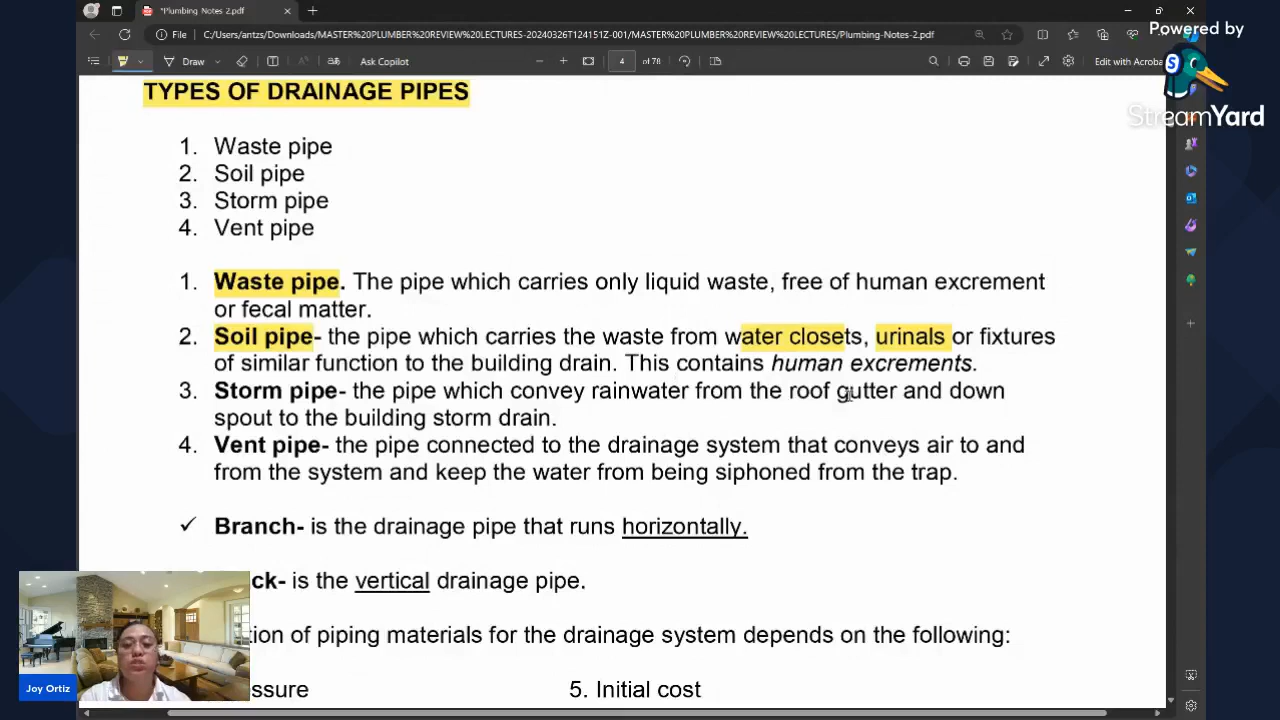 *Plumbing Notes 2.pdf
File
C:/Users/antzs/Downloads/MASTER%20PLUMBER%20REVIEW%20LECTURES-20240326T124151Z-001/MASTER%20PLUMBER%20REVIEW%20LECTURES/Plumbing-Notes-2.pdf
Powered by
StreamYard
Draw
Ask Copilot
4 of 78
Edit with Acroba
TYPES OF DRAINAGE PIPES
1. Waste pipe
2. Soil pipe
3. Storm pipe
4. Vent pipe
1. Waste pipe. The pipe which carries only liquid waste, free of human excrement
or fecal matter.
2. Soil pipe- the pipe which carries the waste from water closets, urinals or fixtures
of similar function to the building drain. This contains human excrements.
3. Storm pipe- the pipe which convey rainwater from the roof gutter and down
spout to the building storm drain.
4. Vent pipe- the pipe connected to the drainage system that conveys air to and
from the system and keep the water from being siphoned from the trap.
✓ Branch- is the drainage pipe that runs horizontally.
ck- is the vertical drainage pipe.
tion of piping materials for the drainage system depends on the following:
ssure 5. Initial cost
Joy Ortiz